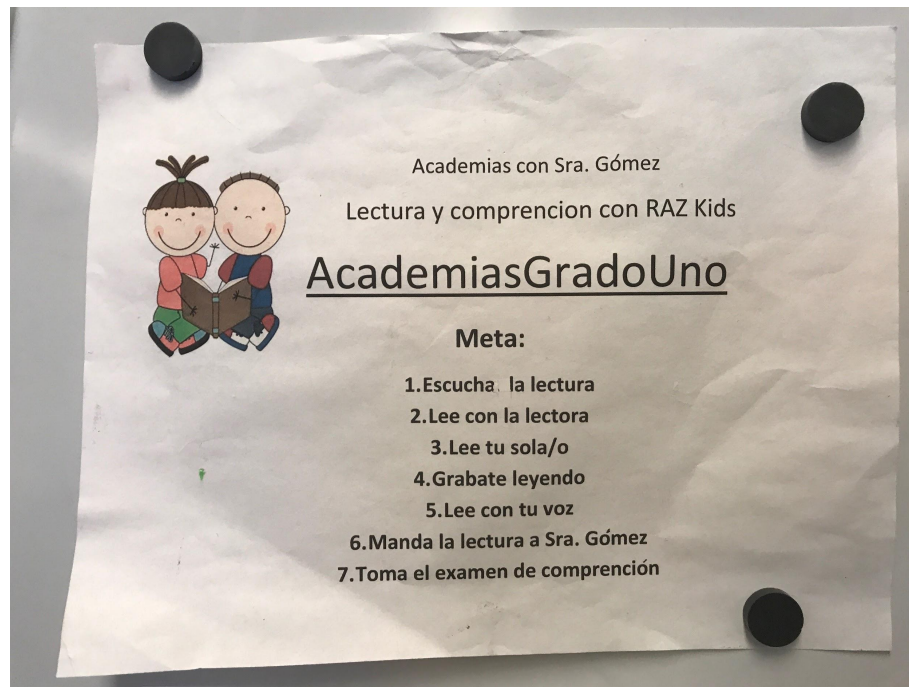 Academias con Sra. Gómez
Lectura y comprencion con RAZ Kids
AcademiasGradoUno
Meta:
1.Escucha la lectura
2.Lee con la lectora
3.Lee tu sola/o
4.Grabate leyendo
5.Lee con tu voz
6.Manda la lectura a Sra. Gómez
7.Toma el examen de comprención